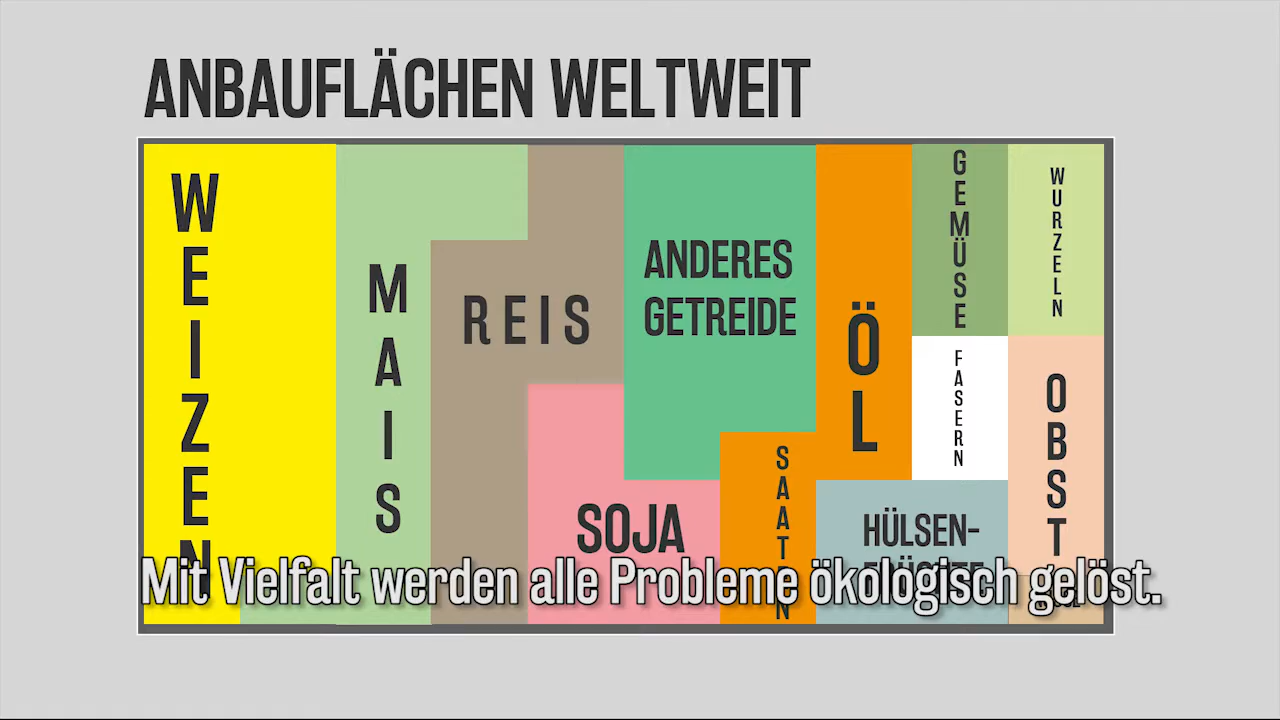 ANBAUFLÄCHEN WELTWEIT
WEIZEN
MAIS
REIS
SOJA
ANDERES
GETREIDE
ÖL
SAATEN
GEMÜSE
FASERN
HÜLSEN-
WURZELN
OBST
Mit Vielfalt werden alle Probleme ökologisch gelöst.